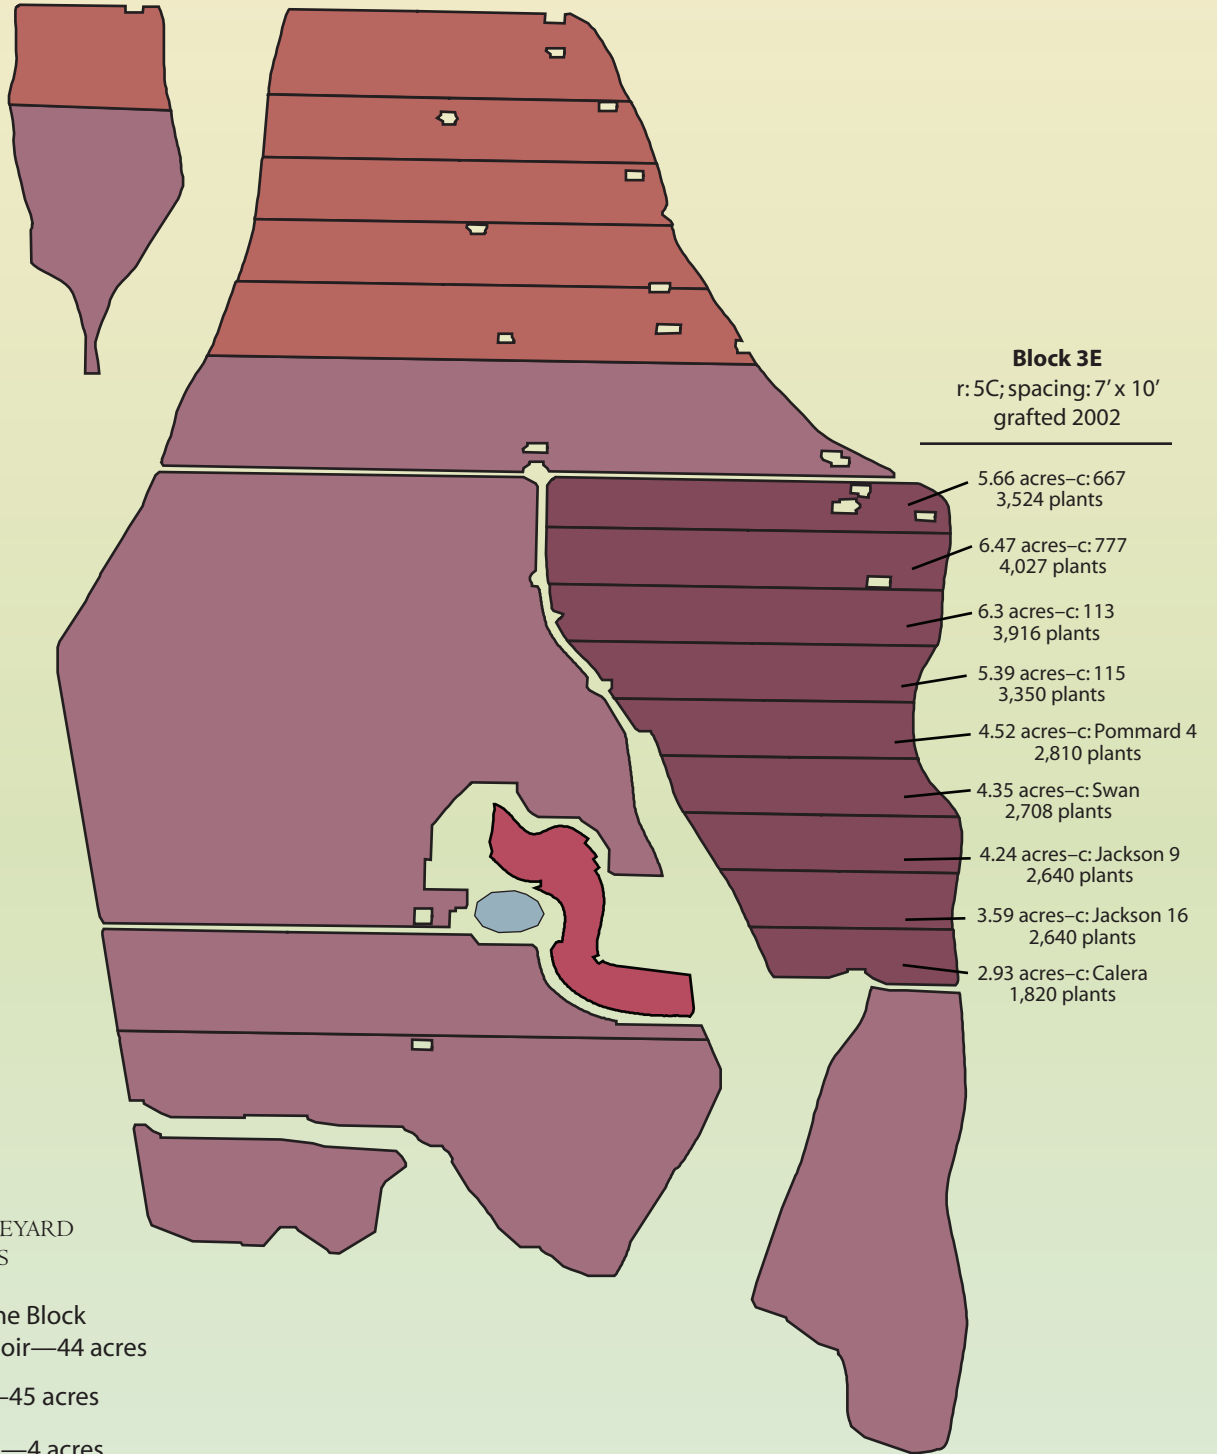 Block 3E
r: 5C; spacing: 7’ x 10’
grafted 2002
5.66 acres–c: 667
3,524 plants
6.47 acres–c: 777
4,027 plants
6.3 acres–c: 113
3,916 plants
5.39 acres–c: 115
3,350 plants
4.52 acres–c: Pommard 4
2,810 plants
4.35 acres–c: Swan
2,708 plants
4.24 acres–c: Jackson 9
2,640 plants
3.59 acres–c: Jackson 16
2,640 plants
2.93 acres–c: Calera
1,820 plants
EYARD
S
ne Block
oir—44 acres
–45 acres
—4 acres